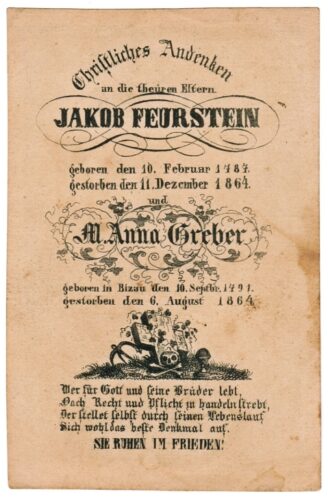 Christliches Andenken
an die theuren Eltern.
JAKOB FEURSTEIN
geboren den 10. Februar 1787.
gestorben den 11. Dezember 1864.
und
M. Anna Greber
geboren in Bizau den 10. Septbr. 1791.
gestorben den 6. August 1864.
Wer für Gott und seine Brüder lebt,
Nach Recht und Pflicht zu handeln strebt,
Der stellet selbst durch seinen Lebenslauf
Sich wohl das beste Denkmal auf.
SIE RUHEN IM FRIEDEN!